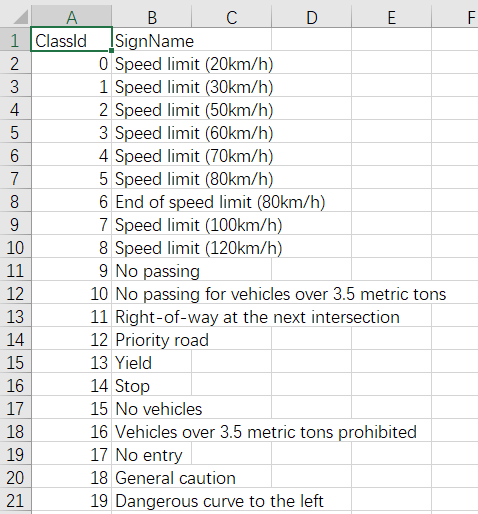 A B C D E F
1 ClassId SignName
2 0 Speed limit (20km/h)
3 1 Speed limit (30km/h)
4 2 Speed limit (50km/h)
5 3 Speed limit (60km/h)
6 4 Speed limit (70km/h)
7 5 Speed limit (80km/h)
8 6 End of speed limit (80km/h)
9 7 Speed limit (100km/h)
10 8 Speed limit (120km/h)
11 9 No passing
12 10 No passing for vehicles over 3.5 metric tons
13 11 Right-of-way at the next intersection
14 12 Priority road
15 13 Yield
16 14 Stop
17 15 No vehicles
18 16 Vehicles over 3.5 metric tons prohibited
19 17 No entry
20 18 General caution
21 19 Dangerous curve to the left